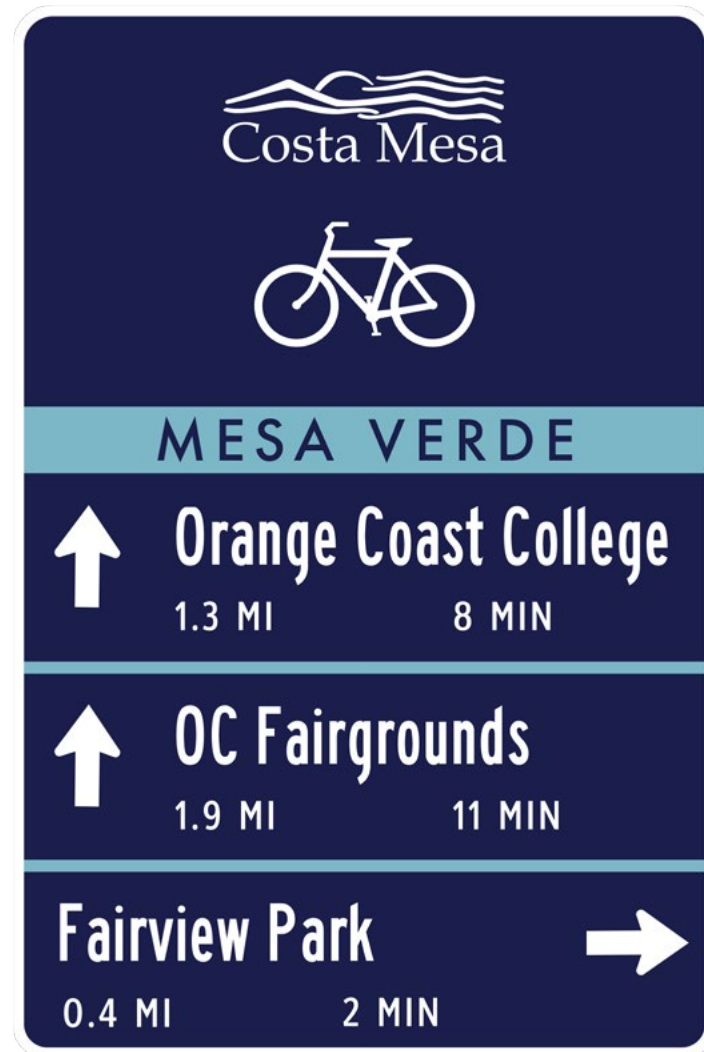 Costa Mesa
MESA VERDE
Orange Coast College
1.3 MI 8 MIN
OC Fairgrounds
1.9 MI 11 MIN
Fairview Park
0.4 MI 2 MIN